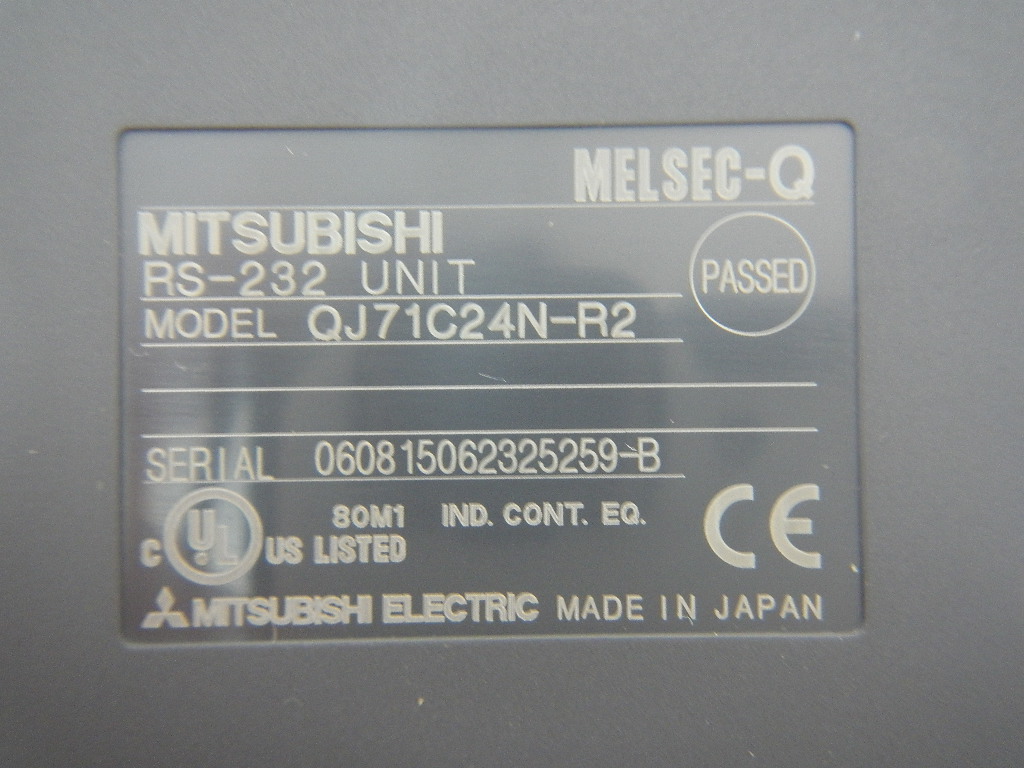 MELSEC-Q
MITSUBISHI
RS-232 UNIT
PASSED
MODEL QJ71C24N-R2
SERIAL 060815062325259-B
80M1 IND. CONT. EQ.
C UL US LISTED
CE
MITSUBISHI ELECTRIC MADE IN JAPAN